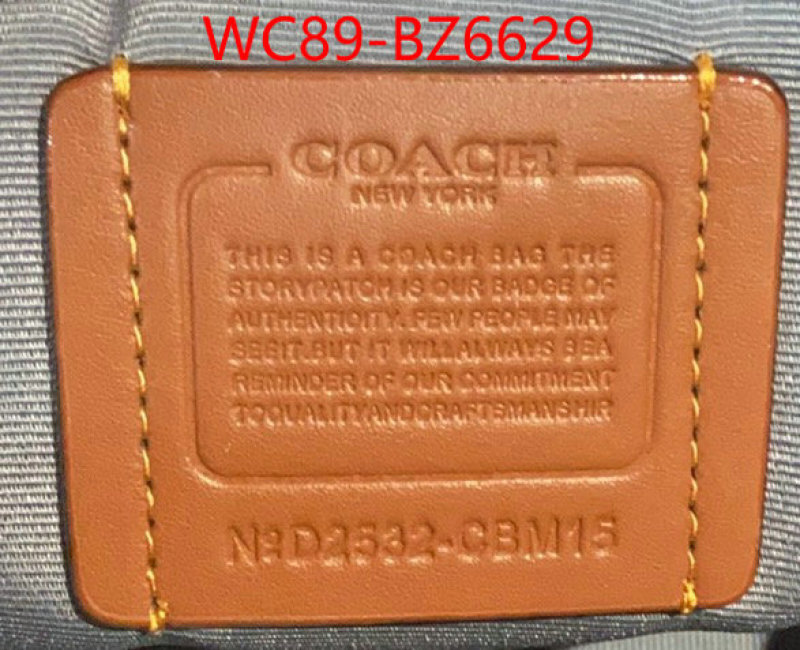 WC89-BZ6629
COACH
NEW YORK
THIS IS A COACH BAG THE
STORYPATCH IS OUR BADGE OF
AUTHENTICITY. FEW PEOPLE MAY
SEE IT. BUT IT WILL ALWAYS BE A
REMINDER OF OUR COMMITMENT
TO QUALITY AND CRAFTSMANSHIP
Nº: D2532-CBM15